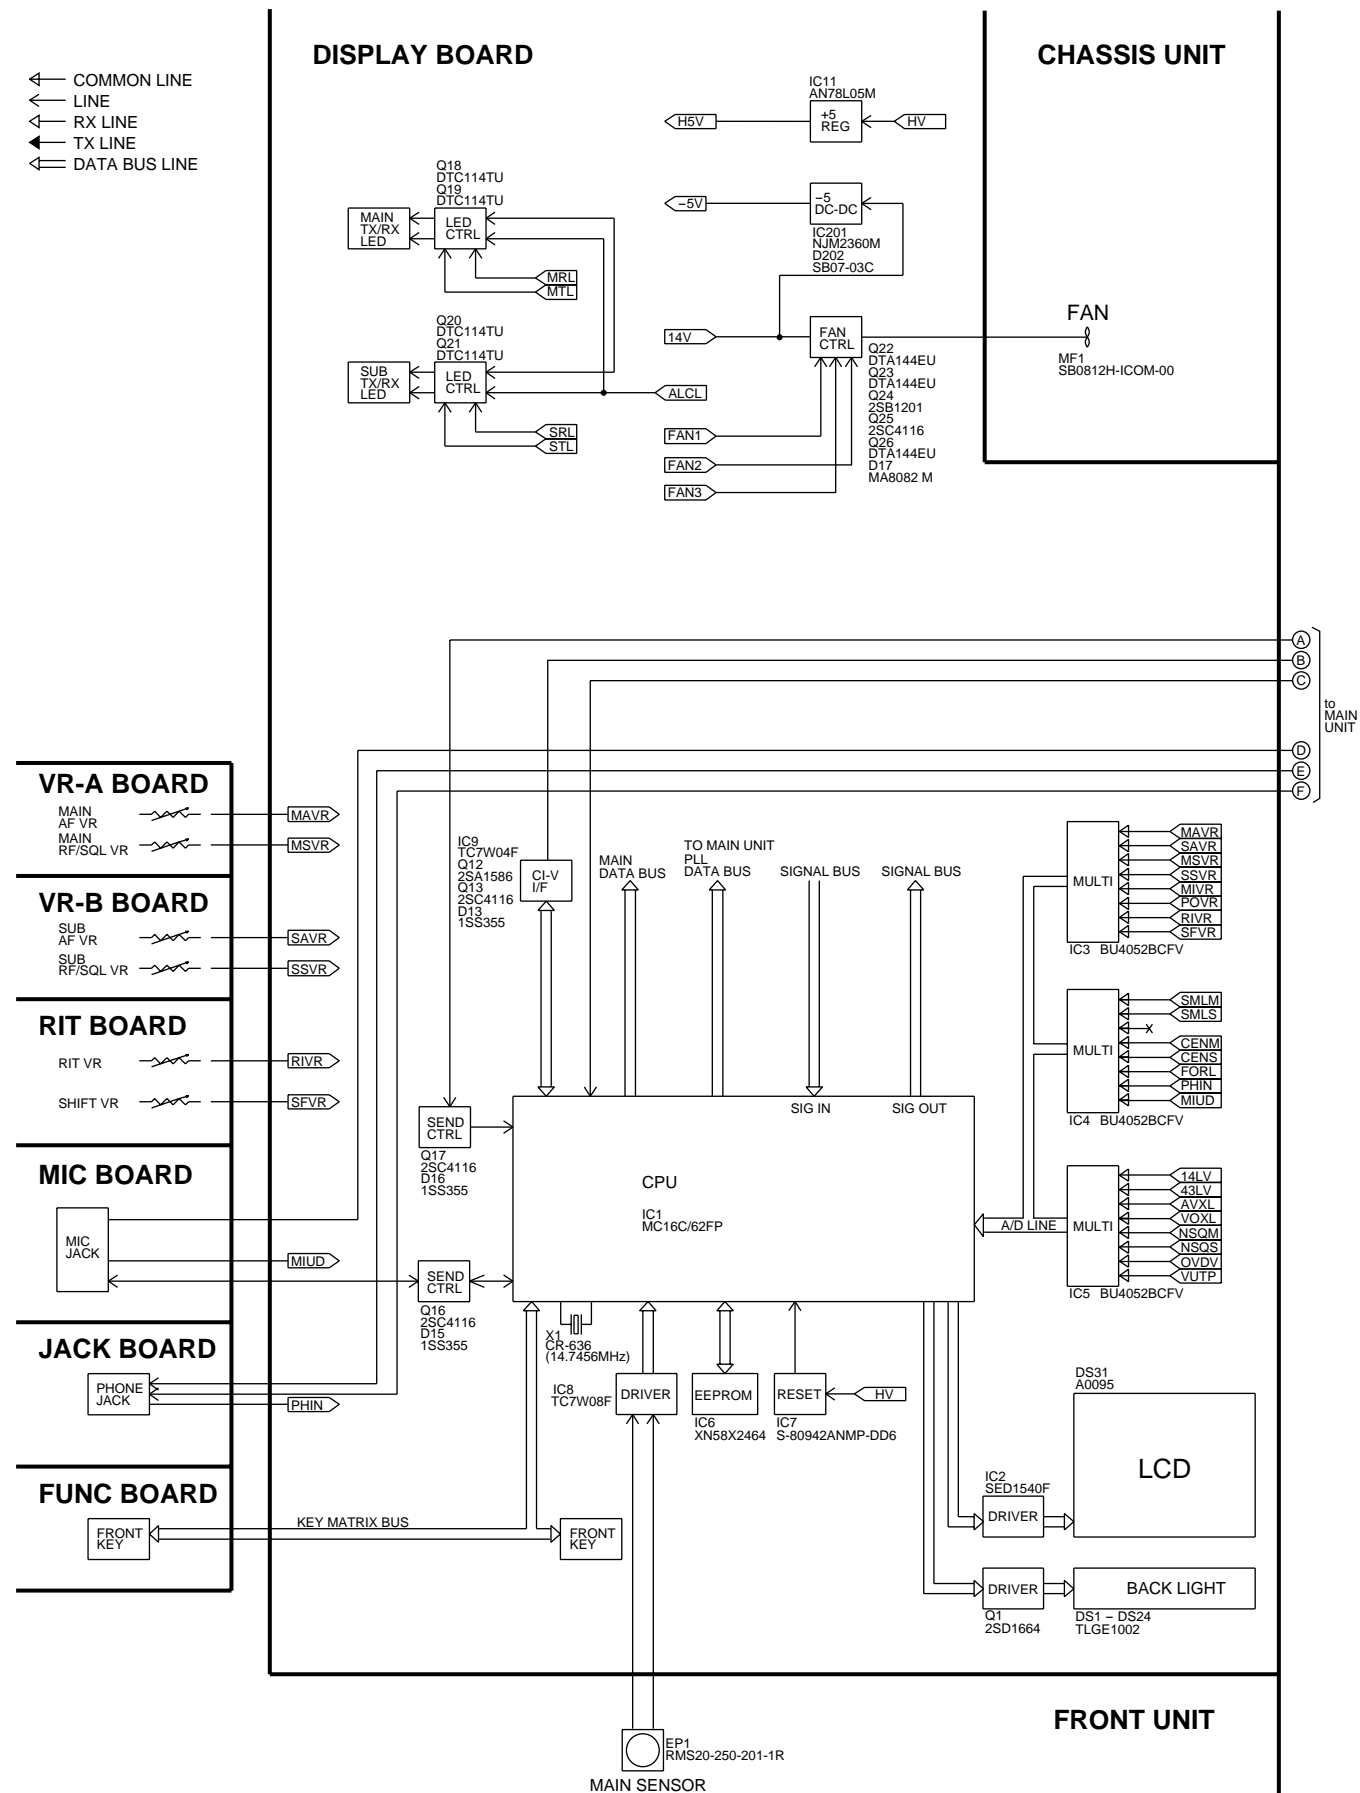 DISPLAY BOARD
CHASSIS UNIT
COMMON LINE
LINE
RX LINE
TX LINE
DATA BUS LINE
IC11
AN78L05M
H5V
+5
REG
HV
−5V
−5
DC-DC
IC201
NJM2360M
D202
SB07-03C
Q18
DTC114TU
Q19
DTC114TU
MAIN
TX/RX
LED
LED
CTRL
MRL
MTL
Q20
DTC114TU
Q21
DTC114TU
SUB
TX/RX
LED
LED
CTRL
SRL
STL
ALCL
14V
FAN
CTRL
FAN1
FAN2
FAN3
Q22
DTA144EU
Q23
DTA144EU
Q24
2SB1201
Q25
2SC4116
Q26
DTA144EU
D17
MA8082 M
FAN
MF1
SB0812H-ICOM-00
A
B
C
D
E
F
to
MAIN
UNIT
VR-A BOARD
MAIN
AF VR
MAVR
MAIN
RF/SQL VR
MSVR
VR-B BOARD
SUB
AF VR
SAVR
SUB
RF/SQL VR
SSVR
RIT BOARD
RIT VR
RIVR
SHIFT VR
SFVR
MIC BOARD
MIC
JACK
MIUD
JACK BOARD
PHONE
JACK
PHIN
FUNC BOARD
FRONT
KEY
KEY MATRIX BUS
FRONT
KEY
IC9
TC7W04F
Q12
2SA1586
Q13
2SC4116
D13
1SS355
CI-V
I/F
MAIN
DATA BUS
TO MAIN UNIT
PLL
DATA BUS
SIGNAL BUS
SIGNAL BUS
SIG IN
SIG OUT
SEND
CTRL
Q17
2SC4116
D16
1SS355
SEND
CTRL
Q16
2SC4116
D15
1SS355
CPU
IC1
MC16C/62FP
A/D LINE
X1
CR-636
(14.7456MHz)
IC8
TC7W08F
DRIVER
EEPROM
IC6
XN58X2464
RESET
IC7
S-80942ANMP-DD6
HV
MULTI
MAVR
SAVR
MSVR
SSVR
MIVR
POVR
RIVR
SFVR
IC3 BU4052BCFV
MULTI
SMLM
SMLS
X
CENM
CENS
FORL
PHIN
MIUD
IC4 BU4052BCFV
MULTI
14LV
43LV
AVXL
VOXL
NSQM
NSQS
OVDV
VUTP
IC5 BU4052BCFV
DS31
A0095
LCD
IC2
SED1540F
DRIVER
DRIVER
Q1
2SD1664
BACK LIGHT
DS1 − DS24
TLGE1002
FRONT UNIT
EP1
RMS20-250-201-1R
MAIN SENSOR